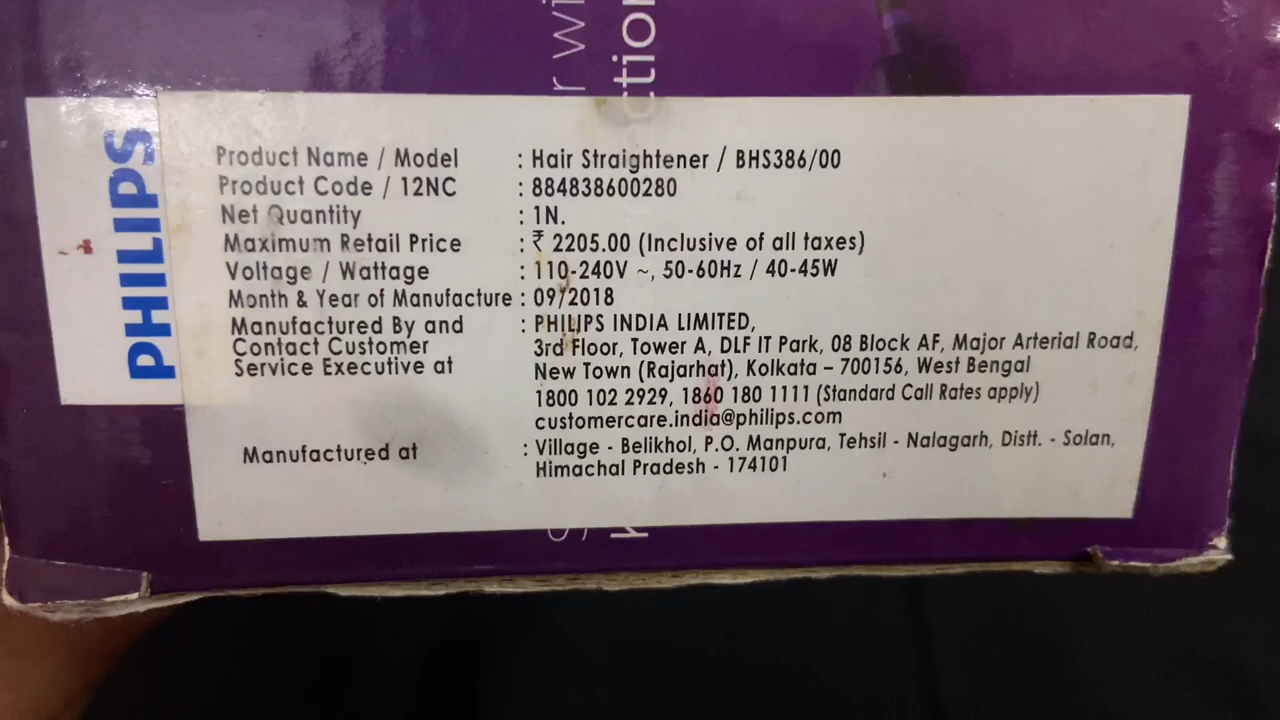 PHILIPS
Product Name / Model : Hair Straightener / BHS386/00
Product Code / 12NC : 884838600280
Net Quantity : 1N.
Maximum Retail Price : ₹ 2205.00 (Inclusive of all taxes)
Voltage / Wattage : 110-240V ~, 50-60Hz / 40-45W
Month & Year of Manufacture : 09/2018
Manufactured By and : PHILIPS INDIA LIMITED,
Contact Customer 3rd Floor, Tower A, DLF IT Park, 08 Block AF, Major Arterial Road,
Service Executive at New Town (Rajarhat), Kolkata – 700156, West Bengal
1800 102 2929, 1860 180 1111 (Standard Call Rates apply)
customercare.india@philips.com
Manufactured at : Village - Belikhol, P.O. Manpura, Tehsil - Nalagarh, Distt. - Solan,
Himachal Pradesh - 174101